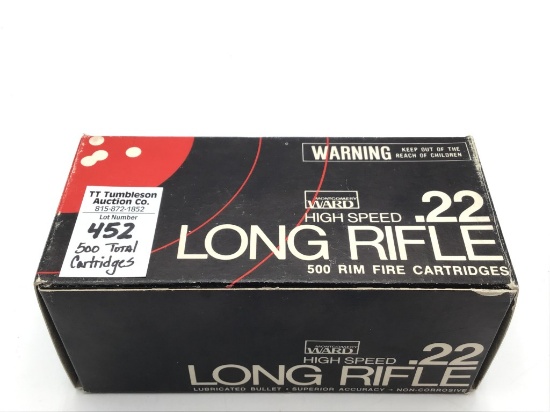 WARNING KEEP OUT OF THE
REACH OF CHILDREN
TT Tumbleson
Auction Co.
815-872-1852
Lot Number
452
500 Total
Cartridges
MONTGOMERY
WARD
HIGH SPEED .22
LONG RIFLE
500 RIM FIRE CARTRIDGES
MONTGOMERY
WARD
HIGH SPEED .22
LONG RIFLE
LUBRICATED BULLET • SUPERIOR ACCURACY • NON-CORROSIVE